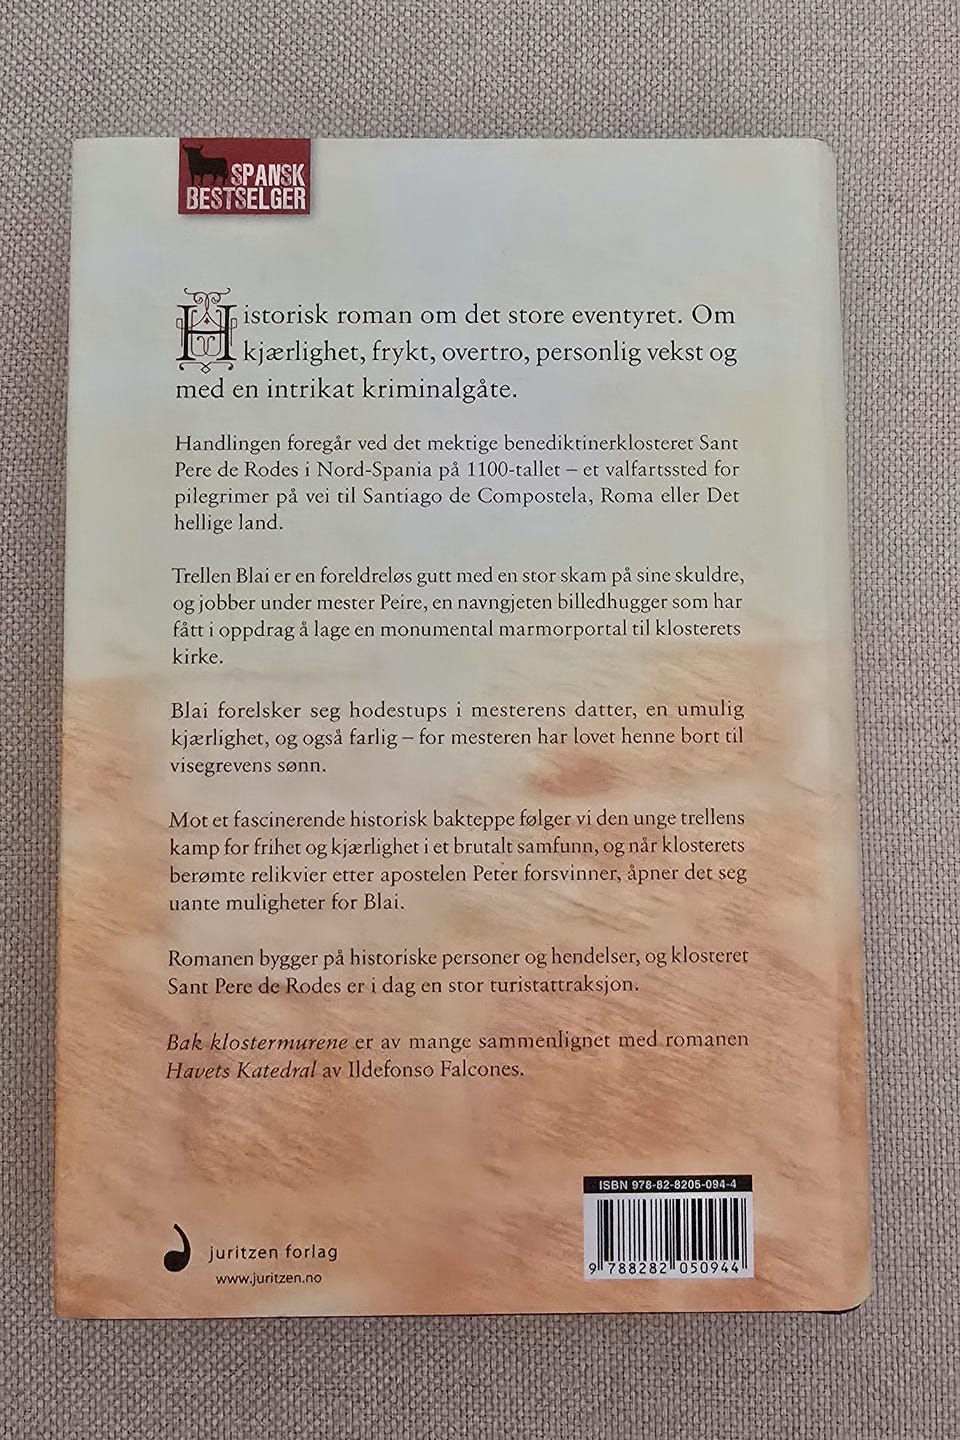 SPANSK
BESTSELGER
Historisk roman om det store eventyret. Om
kjærlighet, frykt, overtro, personlig vekst og
med en intrikat kriminalgåte.
Handlingen foregår ved det mektige benediktinerklosteret Sant
Pere de Rodes i Nord-Spania på 1100-tallet – et valfartssted for
pilegrimer på vei til Santiago de Compostela, Roma eller Det
hellige land.
Trellen Blai er en foreldreløs gutt med en stor skam på sine skuldre,
og jobber under mester Peire, en navngjeten billedhugger som har
fått i oppdrag å lage en monumental marmorportal til klosterets
kirke.
Blai forelsker seg hodestups i mesterens datter, en umulig
kjærlighet, og også farlig – for mesteren har lovet henne bort til
visegrevens sønn.
Mot et fascinerende historisk bakteppe følger vi den unge trellens
kamp for frihet og kjærlighet i et brutalt samfunn, og når klosterets
berømte relikvier etter apostelen Peter forsvinner, åpner det seg
uante muligheter for Blai.
Romanen bygger på historiske personer og hendelser, og klosteret
Sant Pere de Rodes er i dag en stor turistattraksjon.
Bak klostermurene er av mange sammenlignet med romanen
Havets Katedral av Ildefonso Falcones.
ISBN 978-82-8205-094-4
9 788282 050944
juritzen forlag
www.juritzen.no